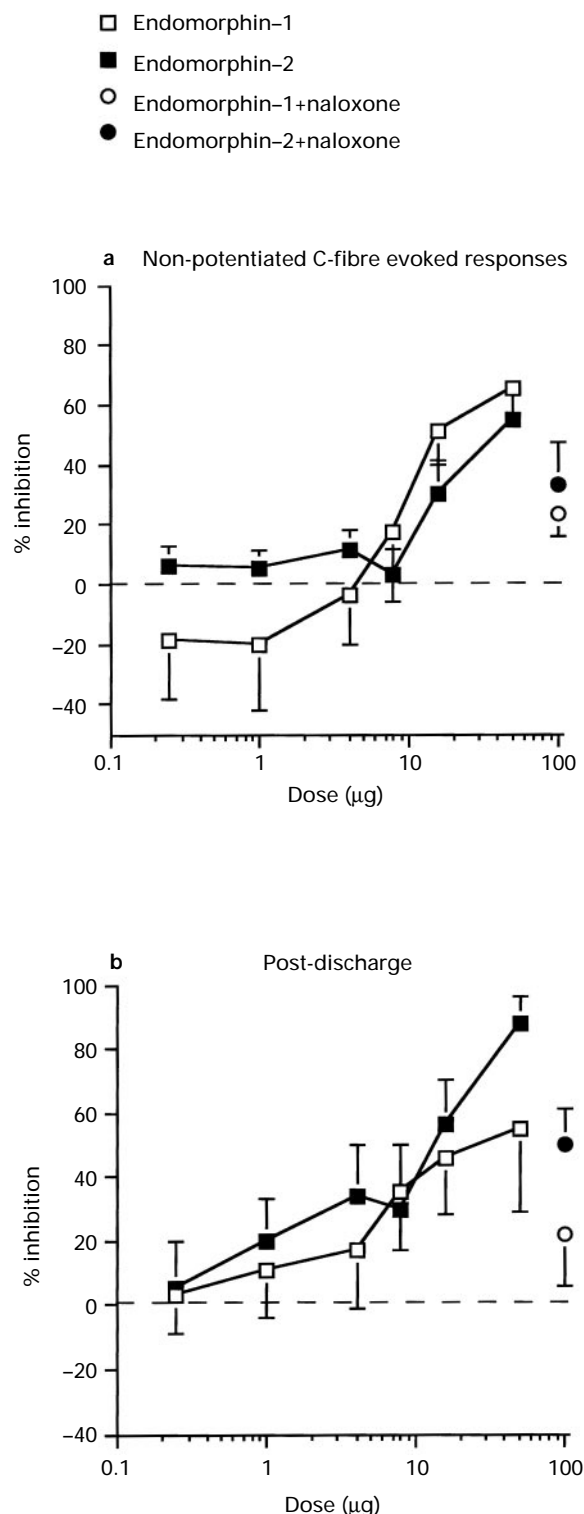 Endomorphin–1
Endomorphin–2
Endomorphin–1+naloxone
Endomorphin–2+naloxone
a Non-potentiated C-fibre evoked responses
100
80
60
40
20
0
–20
–40
% inhibition
0.1 1 10 100
Dose (μg)
b Post-discharge
100
80
60
40
20
0
–20
–40
% inhibition
0.1 1 10 100
Dose (μg)